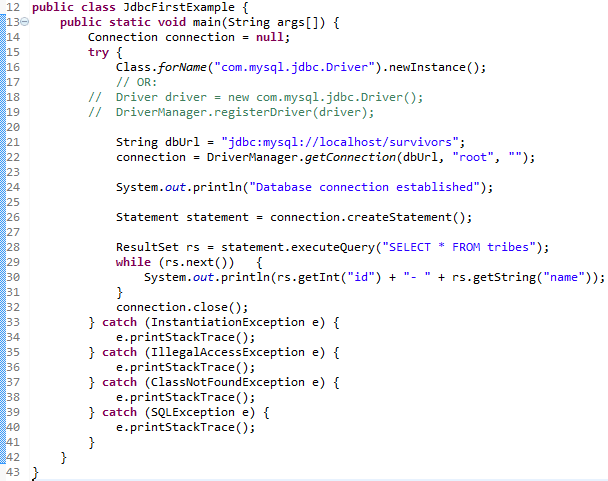 12 public class JdbcFirstExample {
13 public static void main(String args[]) {
14 Connection connection = null;
15 try {
16 Class.forName("com.mysql.jdbc.Driver").newInstance();
17 // OR:
18 // Driver driver = new com.mysql.jdbc.Driver();
19 // DriverManager.registerDriver(driver);
20
21 String dbUrl = "jdbc:mysql://localhost/survivors";
22 connection = DriverManager.getConnection(dbUrl, "root", "");
23
24 System.out.println("Database connection established");
25
26 Statement statement = connection.createStatement();
27
28 ResultSet rs = statement.executeQuery("SELECT * FROM tribes");
29 while (rs.next()) {
30 System.out.println(rs.getInt("id") + "- " + rs.getString("name"));
31 }
32 connection.close();
33 } catch (InstantiationException e) {
34 e.printStackTrace();
35 } catch (IllegalAccessException e) {
36 e.printStackTrace();
37 } catch (ClassNotFoundException e) {
38 e.printStackTrace();
39 } catch (SQLException e) {
40 e.printStackTrace();
41 }
42 }
43 }